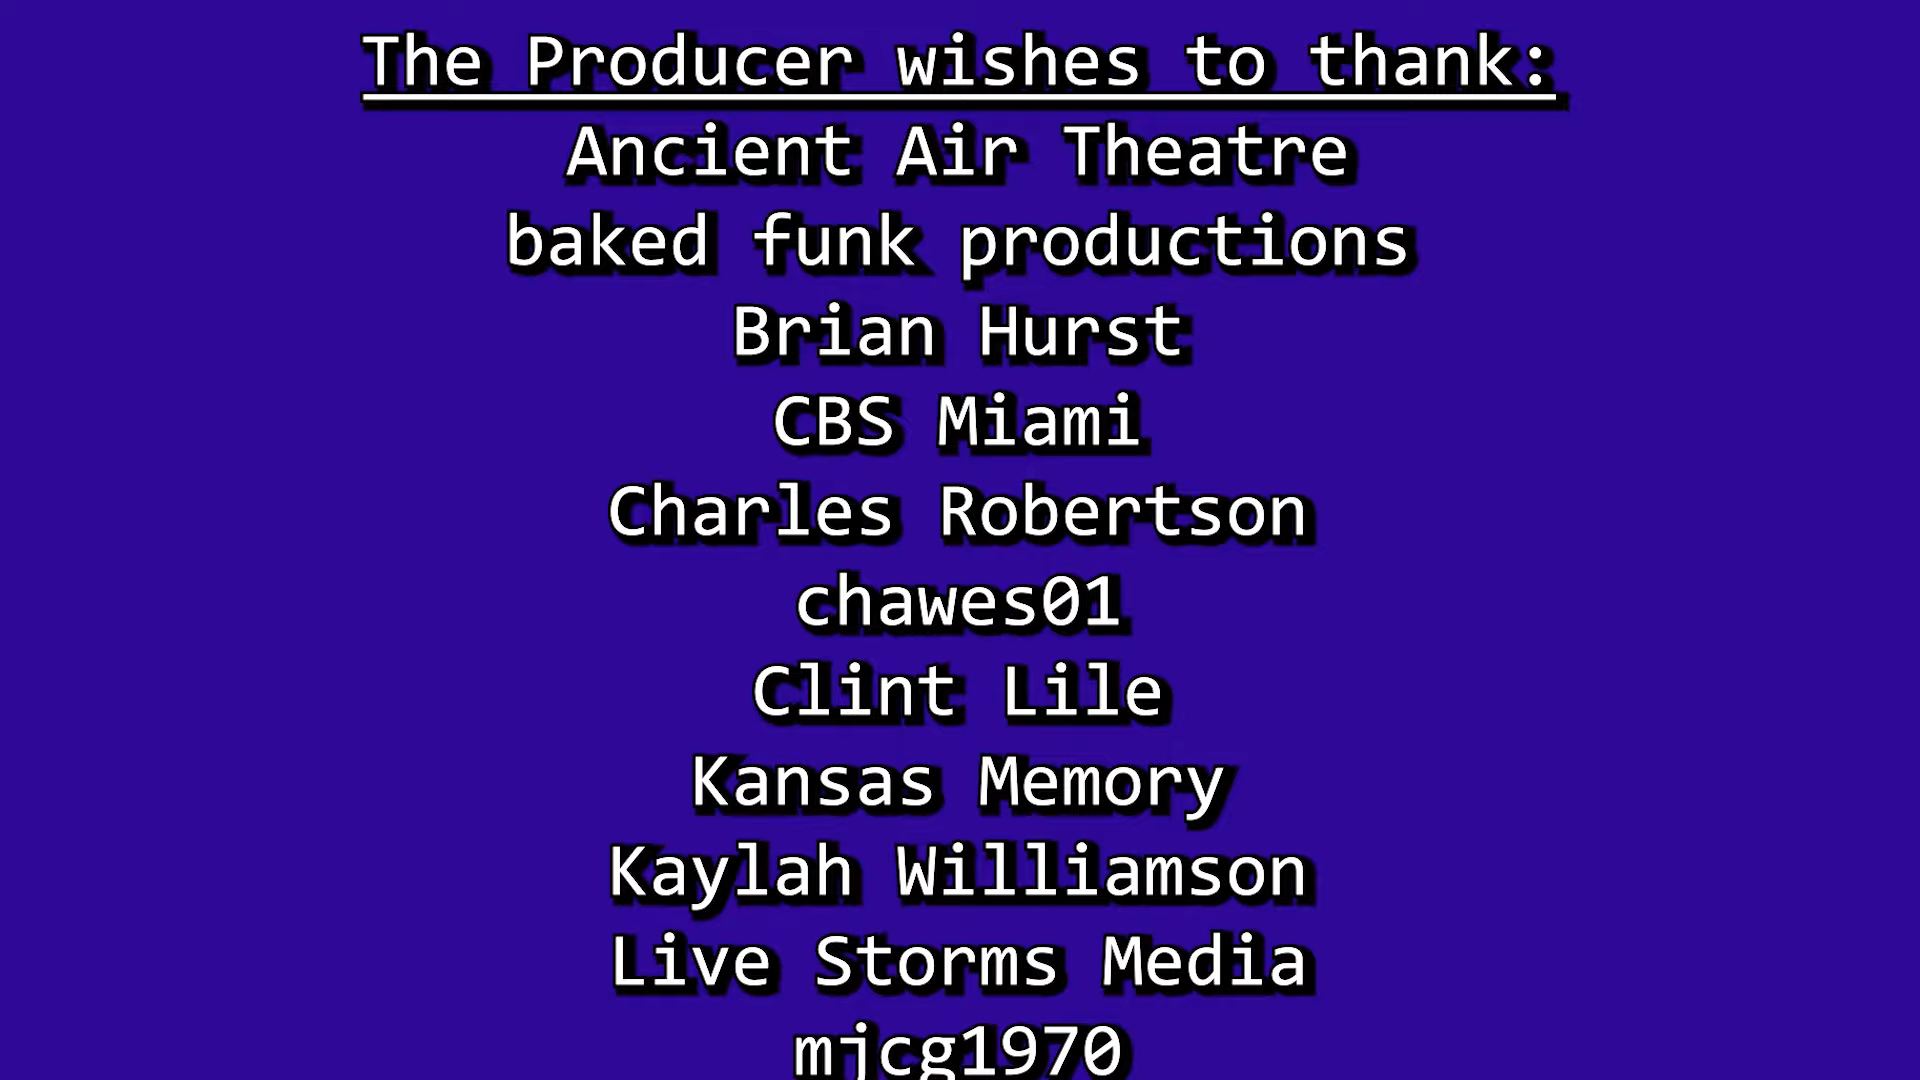 The Producer wishes to thank:
Ancient Air Theatre
baked funk productions
Brian Hurst
CBS Miami
Charles Robertson
chawes01
Clint Lile
Kansas Memory
Kaylah Williamson
Live Storms Media
mjcg1970